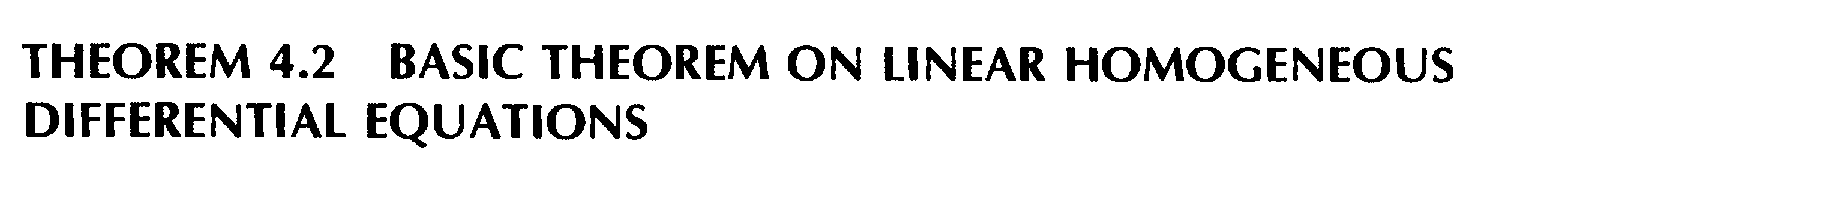 THEOREM 4.2 BASIC THEOREM ON LINEAR HOMOGENEOUS
DIFFERENTIAL EQUATIONS